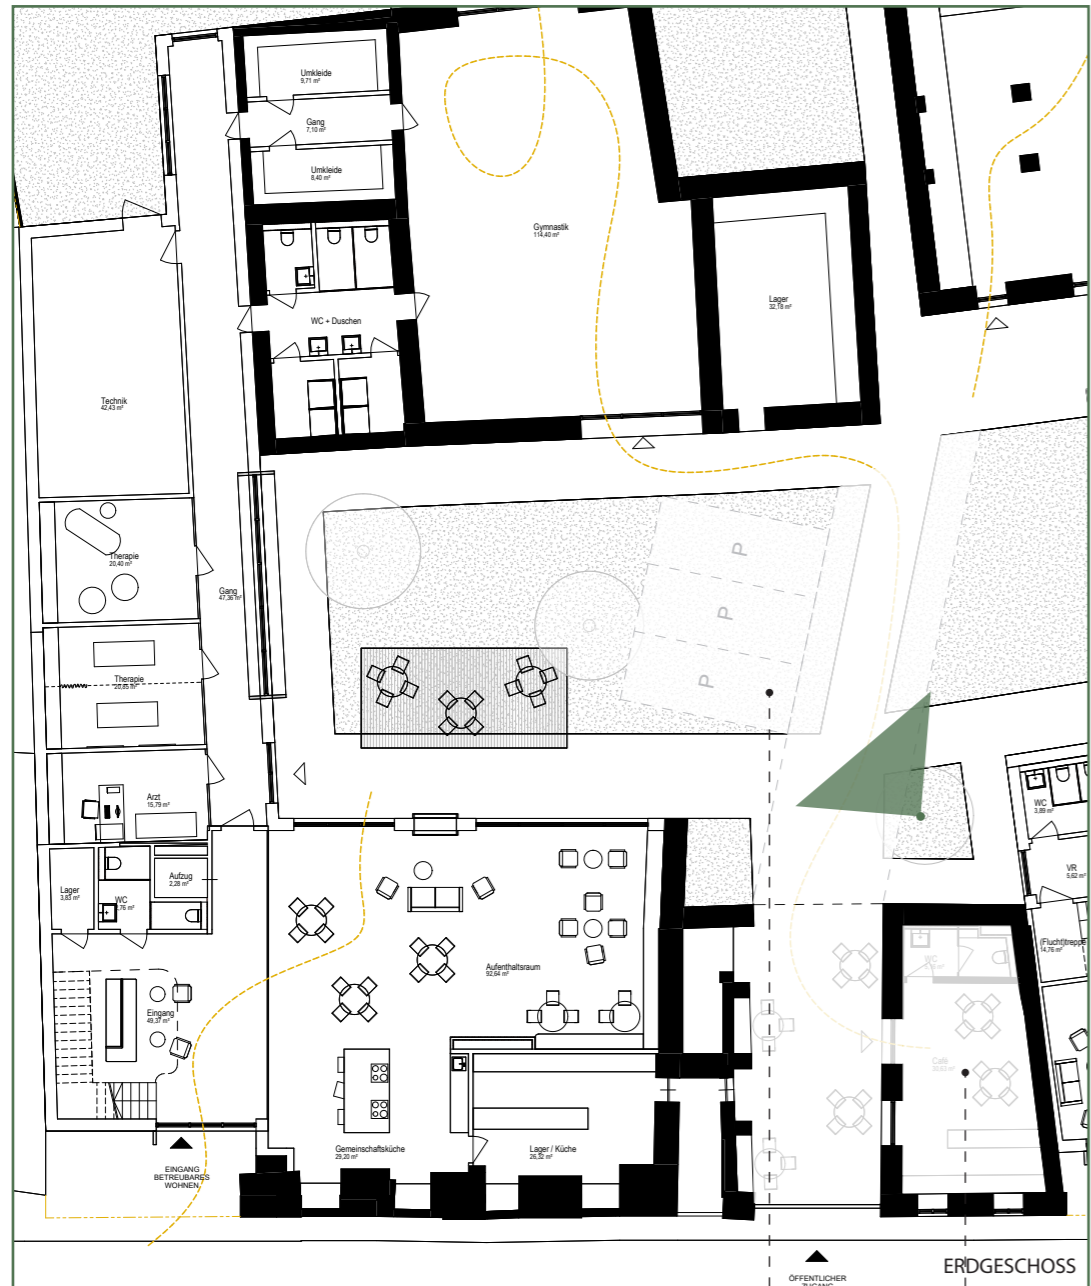 Umkleide
9,71 m²
Gang
7,10 m²
Umkleide
8,40 m²
Gymnastik
114,40 m²
Lager
32,18 m²
WC + Duschen
Technik
42,43 m²
Therapie
20,40 m²
Gang
47,36 m²
P
P
P
Therapie
20,65 m²
Arzt
15,79 m²
WC
3,89 m²
VR
5,62 m²
Lager
3,83 m²
WC
Aufzug
2,28 m²
(Flucht)treppe
14,76 m²
WC
Aufenthaltsraum
92,64 m²
Eingang
49,37 m²
Café
Gemeinschaftsküche
29,20 m²
Lager / Küche
26,32 m²
EINGANG
BETREUBARES
WOHNEN
ERDGESCHOSS
ÖFFENTLICHER
ZUGANG